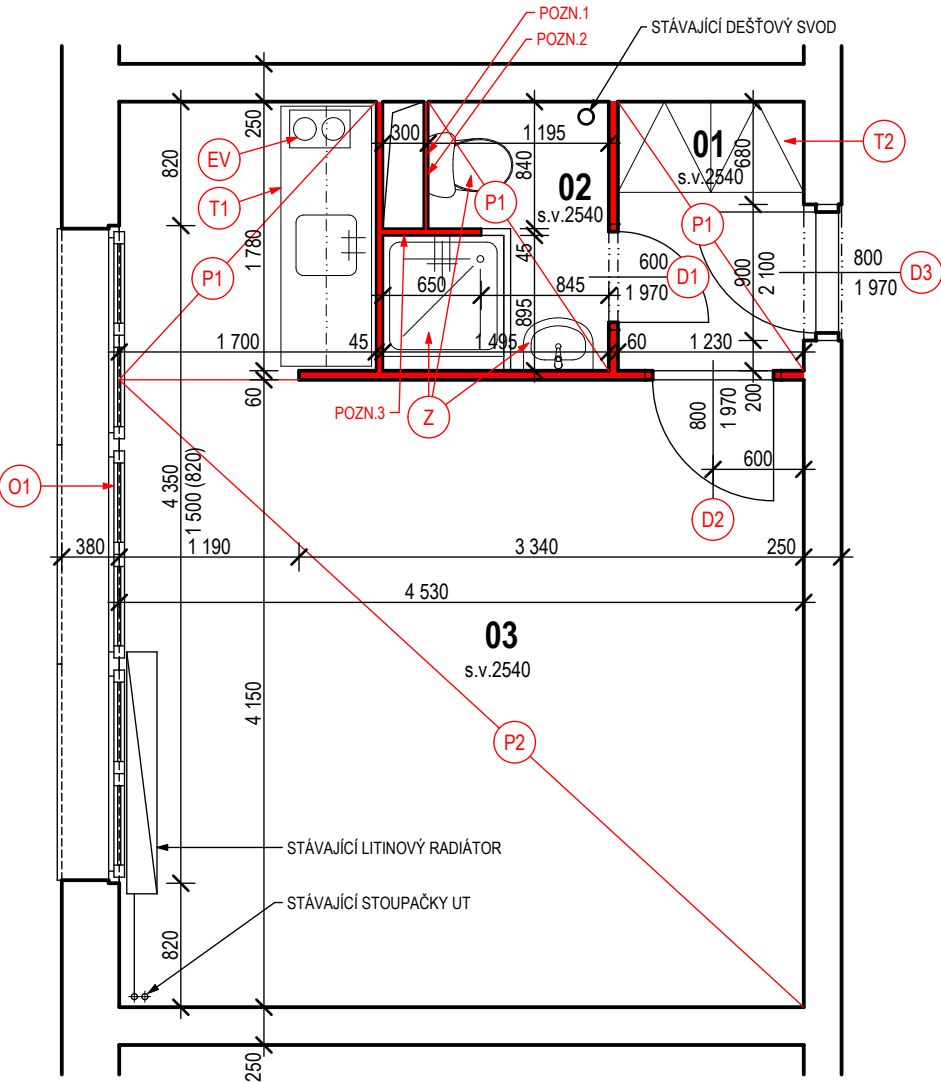 POZN.1
POZN.2
STÁVAJÍCÍ DEŠŤOVÝ SVOD
250
820
EV
300
1 195
840
01
s.v.2540
680
T2
T1
02
s.v.2540
P1
P1
1 780
P1
45
650
845
895
600
1 970
D1
900
2 100
800
1 970
D3
1 700
45
1 495
60
1 230
60
POZN.3
Z
800
1 970
200
600
D2
O1
4 350
1 500 (820)
380
1 190
3 340
250
4 530
03
s.v.2540
4 150
P2
STÁVAJÍCÍ LITINOVÝ RADIÁTOR
STÁVAJÍCÍ STOUPAČKY UT
820
250